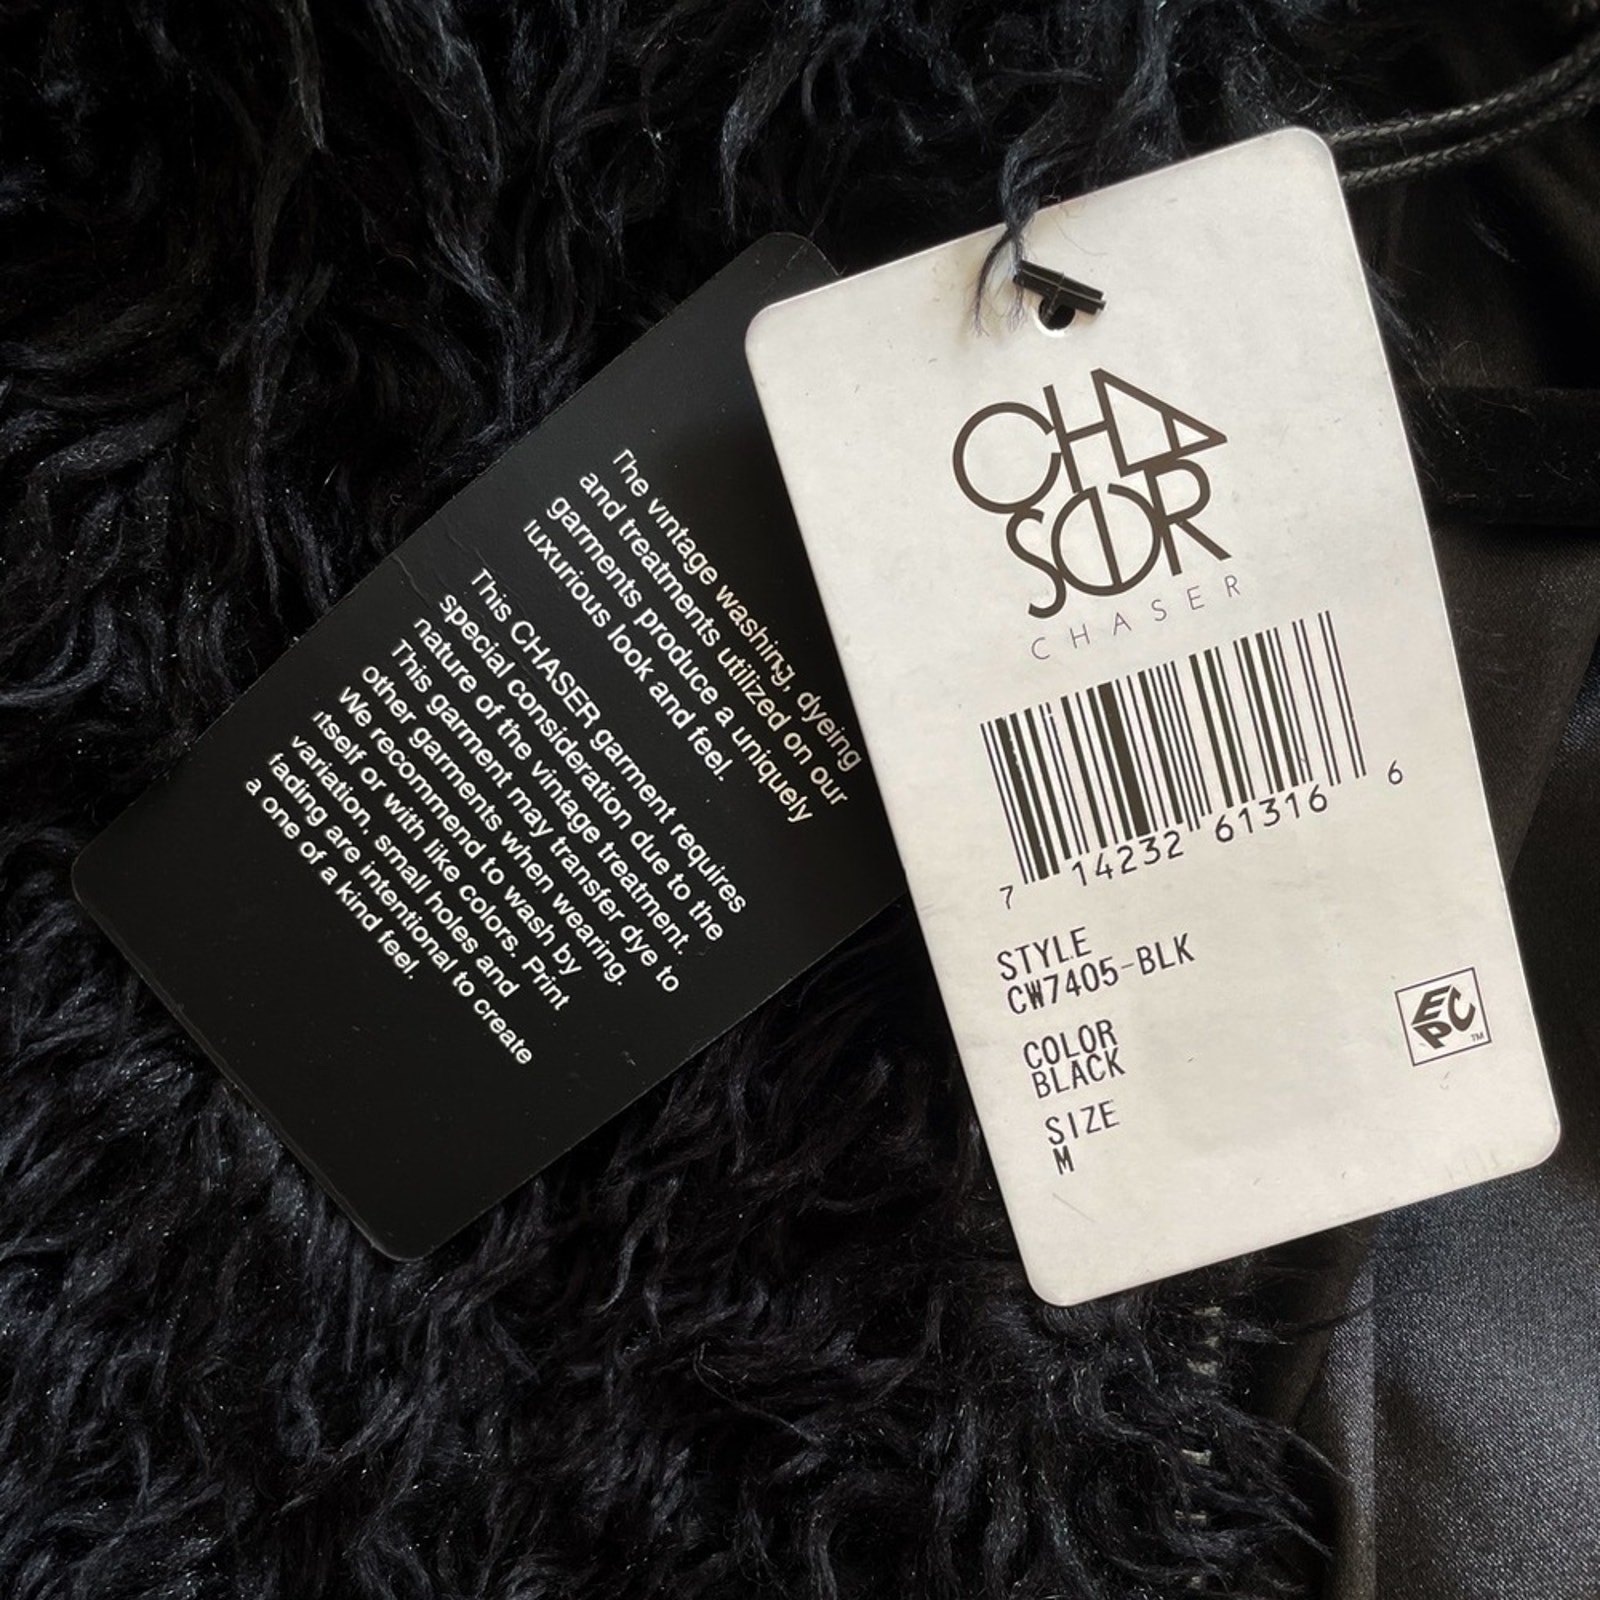 The vintage washing, dyeing
and treatments utilized on our
garments produce a uniquely
luxurious look and feel.
This CHASER garment requires
special consideration due to the
nature of the vintage treatment.
This garment may transfer dye to
other garments when wearing.
We recommend to wash by
itself or with like colors. Print
variation, small holes and
fading are intentional to create
a one of a kind feel.
CHA
SOR
CHASER
7 14232 61316 6
STYLE
CW7405-BLK
COLOR
BLACK
SIZE
M
EPC™